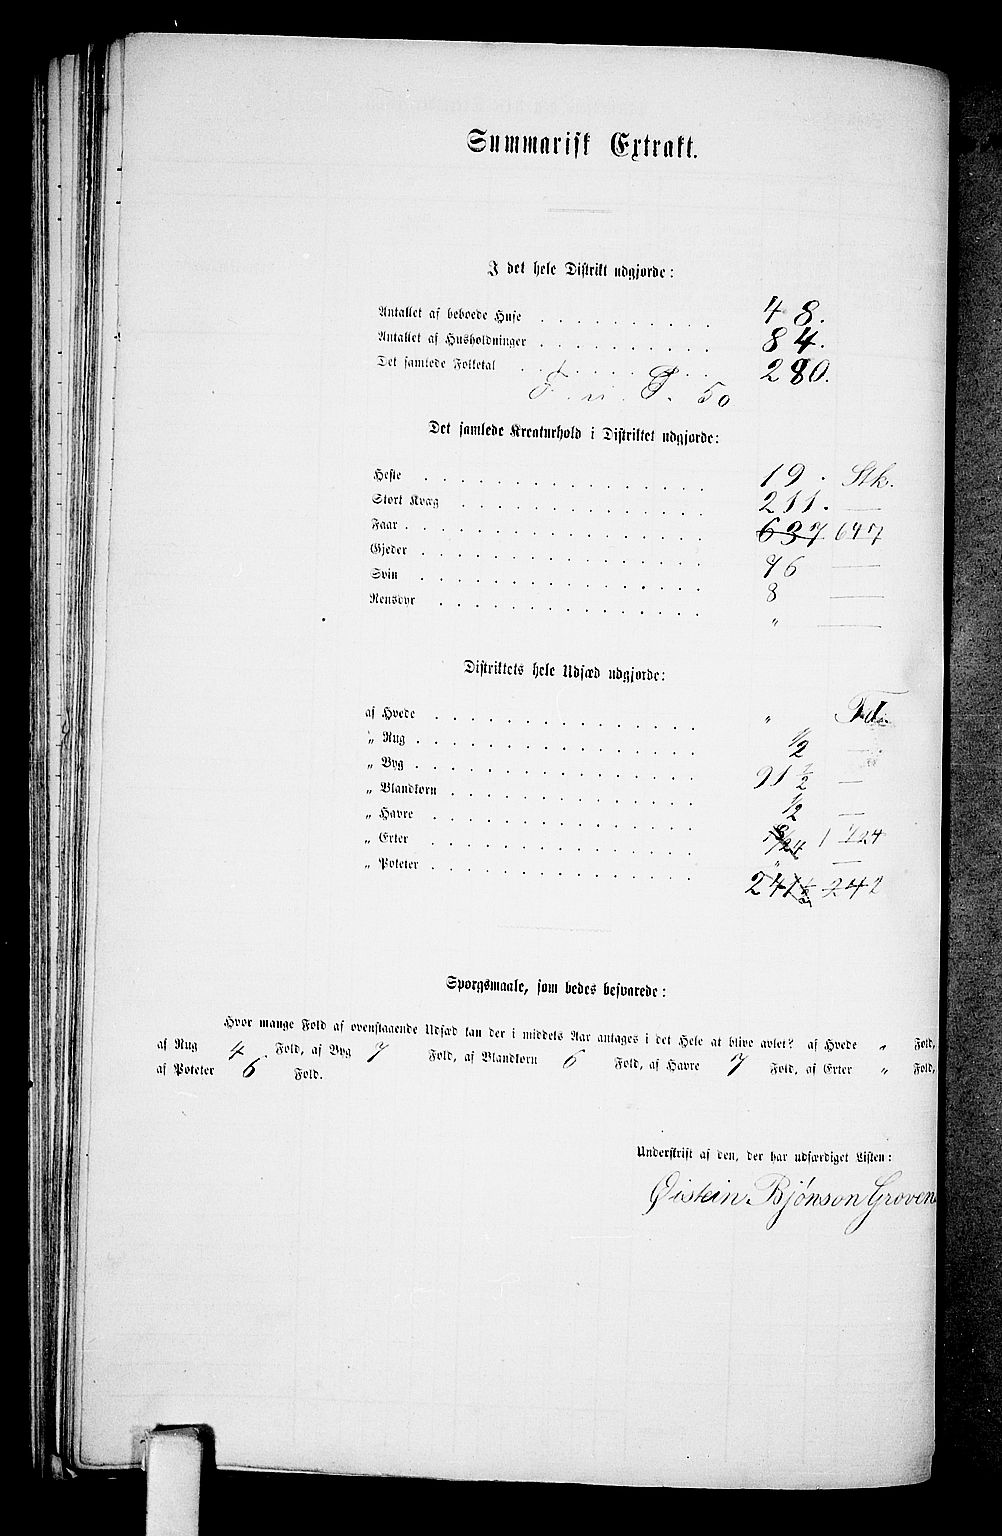 Summarisk Extrakt.
I det hele Distrikt udgjorde:
Antallet af beboede Huse . . . . . . . . . . 48.
Antallet af Husholdninger . . . . . . . . . . 84.
Det samlede Folketal . . . . . . . . . . 280.
50
Det samlede Kreaturhold i Distriktet udgjorde:
Heste . . . . . . . . . . 19. Stk.
Stort Kvæg . . . . . . . . . . 211. —
Faar . . . . . . . . . . 637 647
Gjeder . . . . . . . . . . 76 —
Svin . . . . . . . . . . 8 —
Rensdyr . . . . . . . . . . „ —
Distriktets hele Udsæd udgjorde:
af Hvede . . . . . . . . . . „
„ Rug . . . . . . . . . . 1/2 —
„ Byg . . . . . . . . . . 91 1/2 —
„ Blandkorn . . . . . . . . . . 1/2 —
„ Havre . . . . . . . . . .
„ Erter . . . . . . . . . . „ —
„ Poteter . . . . . . . . . . 242
Spørgsmaale, som bedes besvarede:
Hvor mange Fold af ovenstaaende Udsæd kan der i middels Aar antages i det Hele at blive avlet? af Hvede „ Fold,
af Rug 4 Fold, af Byg 7 Fold, af Blandkorn 6 Fold, af Havre 7 Fold, af Erter „ Fold,
af Poteter 6 Fold.
Underskrift af den, der har udfærdiget Listen:
Øistein Bjønson Groven